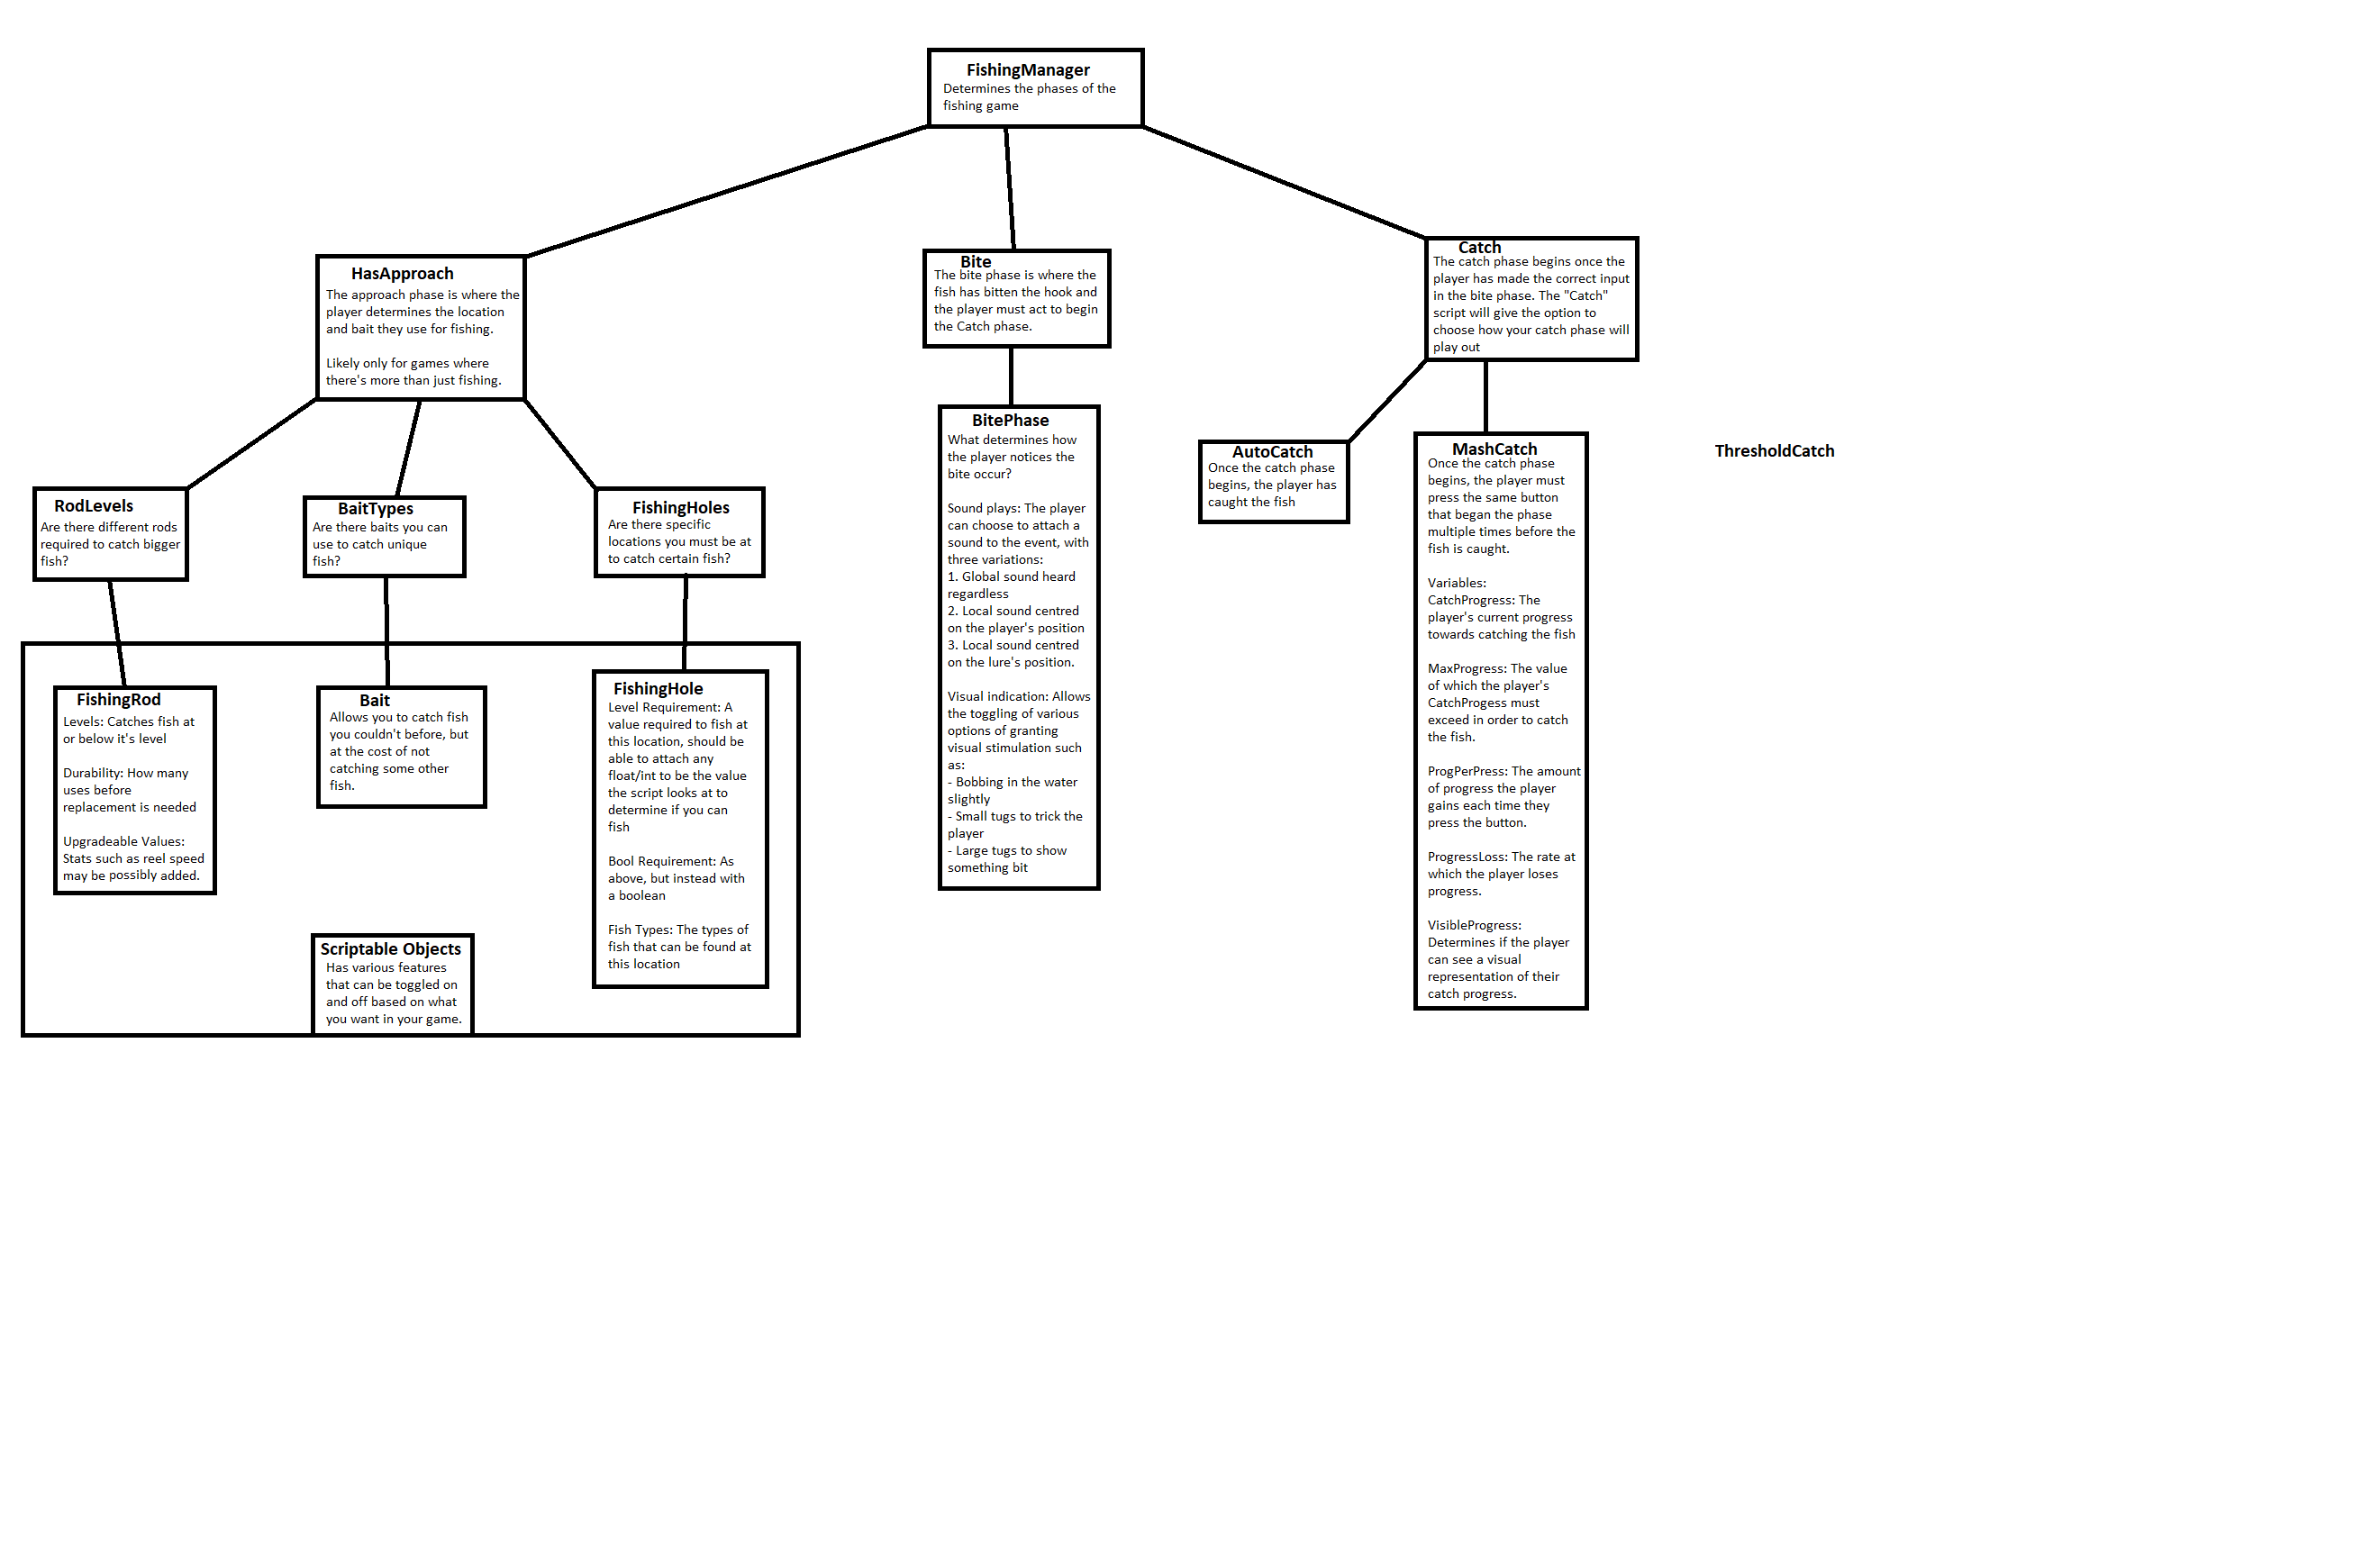 FishingManager
Determines the phases of the
fishing game
HasApproach
The approach phase is where the
player determines the location
and bait they use for fishing.
Likely only for games where
there's more than just fishing.
Bite
The bite phase is where the
fish has bitten the hook and
the player must act to begin
the Catch phase.
Catch
The catch phase begins once the
player has made the correct input
in the bite phase. The "Catch"
script will give the option to
choose how your catch phase will
play out
RodLevels
Are there different rods
required to catch bigger
fish?
BaitTypes
Are there baits you can
use to catch unique
fish?
FishingHoles
Are there specific
locations you must be at
to catch certain fish?
FishingRod
Levels: Catches fish at
or below it's level
Durability: How many
uses before
replacement is needed
Upgradeable Values:
Stats such as reel speed
may be possibly added.
Bait
Allows you to catch fish
you couldn't before, but
at the cost of not
catching some other
fish.
FishingHole
Level Requirement: A
value required to fish at
this location, should be
able to attach any
float/int to be the value
the script looks at to
determine if you can
fish
Bool Requirement: As
above, but instead with
a boolean
Fish Types: The types of
fish that can be found at
this location
Scriptable Objects
Has various features
that can be toggled on
and off based on what
you want in your game.
BitePhase
What determines how
the player notices the
bite occur?
Sound plays: The player
can choose to attach a
sound to the event, with
three variations:
1. Global sound heard
regardless
2. Local sound centred
on the player's position
3. Local sound centred
on the lure's position.
Visual indication: Allows
the toggling of various
options of granting
visual stimulation such
as:
- Bobbing in the water
slightly
- Small tugs to trick the
player
- Large tugs to show
something bit
AutoCatch
Once the catch phase
begins, the player has
caught the fish
MashCatch
Once the catch phase
begins, the player must
press the same button
that began the phase
multiple times before the
fish is caught.
Variables:
CatchProgress: The
player's current progress
towards catching the fish
MaxProgress: The value
of which the player's
CatchProgess must
exceed in order to catch
the fish.
ProgPerPress: The amount
of progress the player
gains each time they
press the button.
ProgressLoss: The rate at
which the player loses
progress.
VisibleProgress:
Determines if the player
can see a visual
representation of their
catch progress.
ThresholdCatch